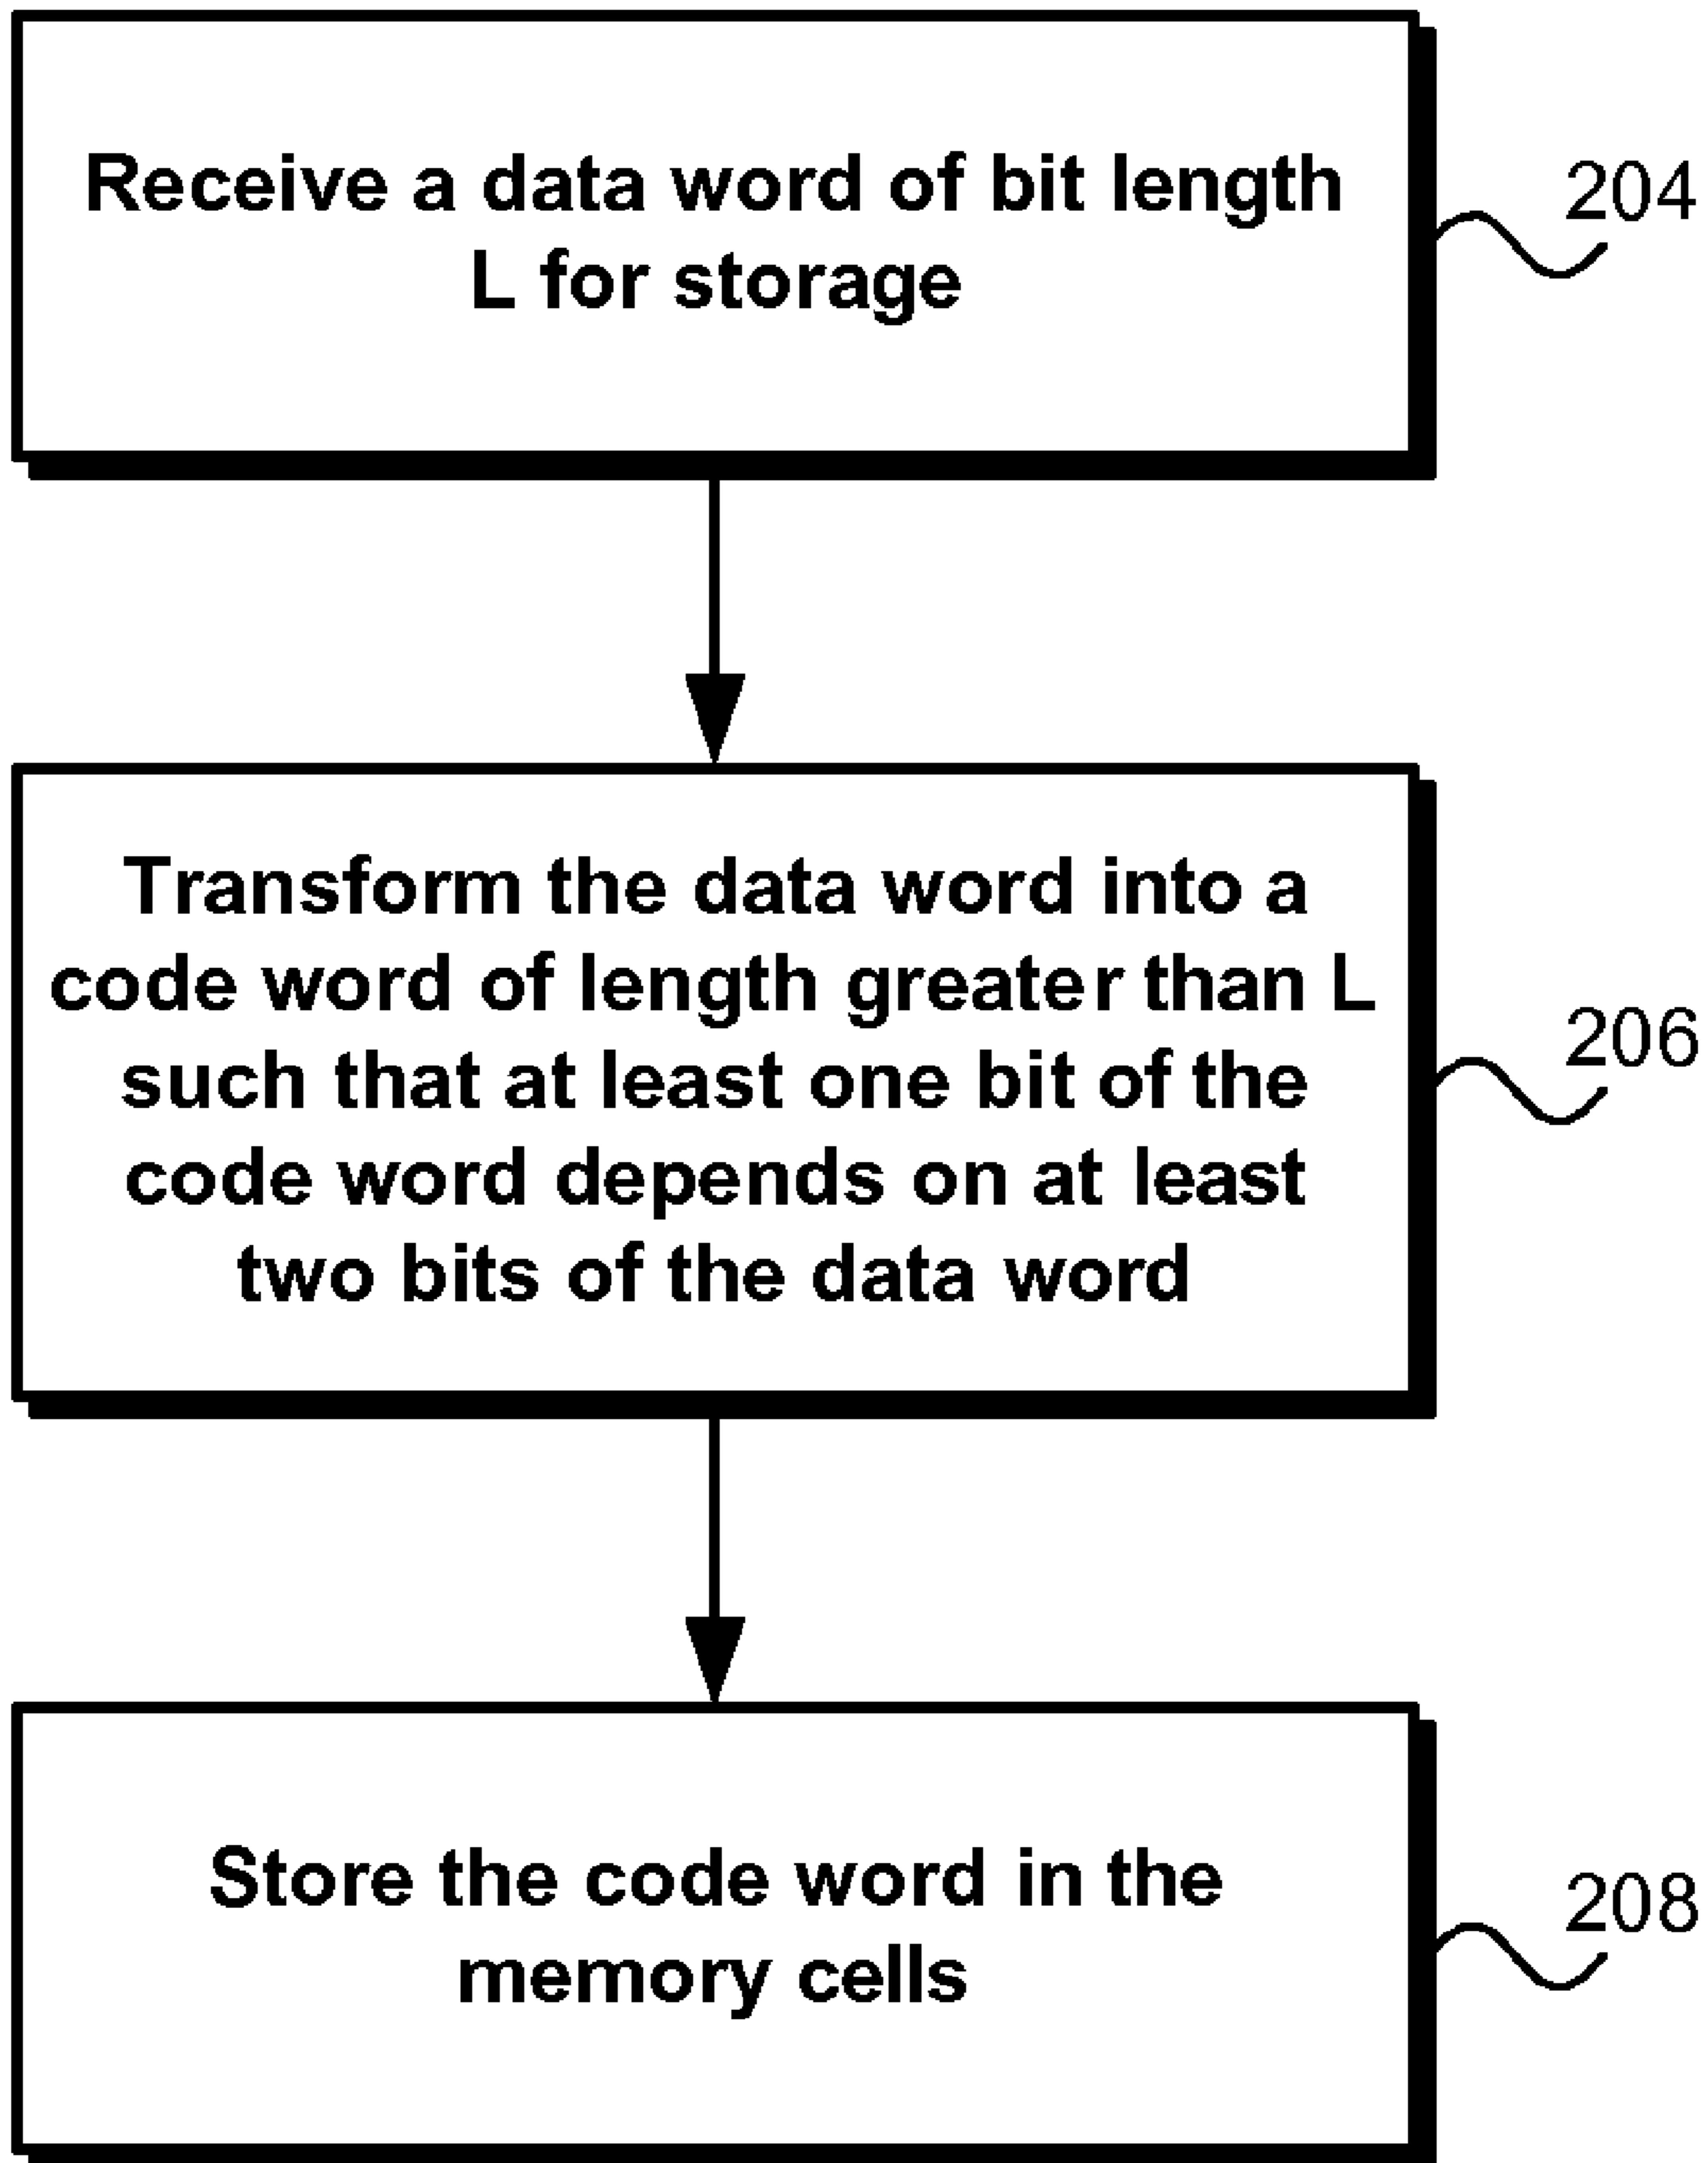 Receive a data word of bit length
L for storage
204
Transform the data word into a
code word of length greater than L
such that at least one bit of the
code word depends on at least
two bits of the data word
206
Store the code word in the
memory cells
208